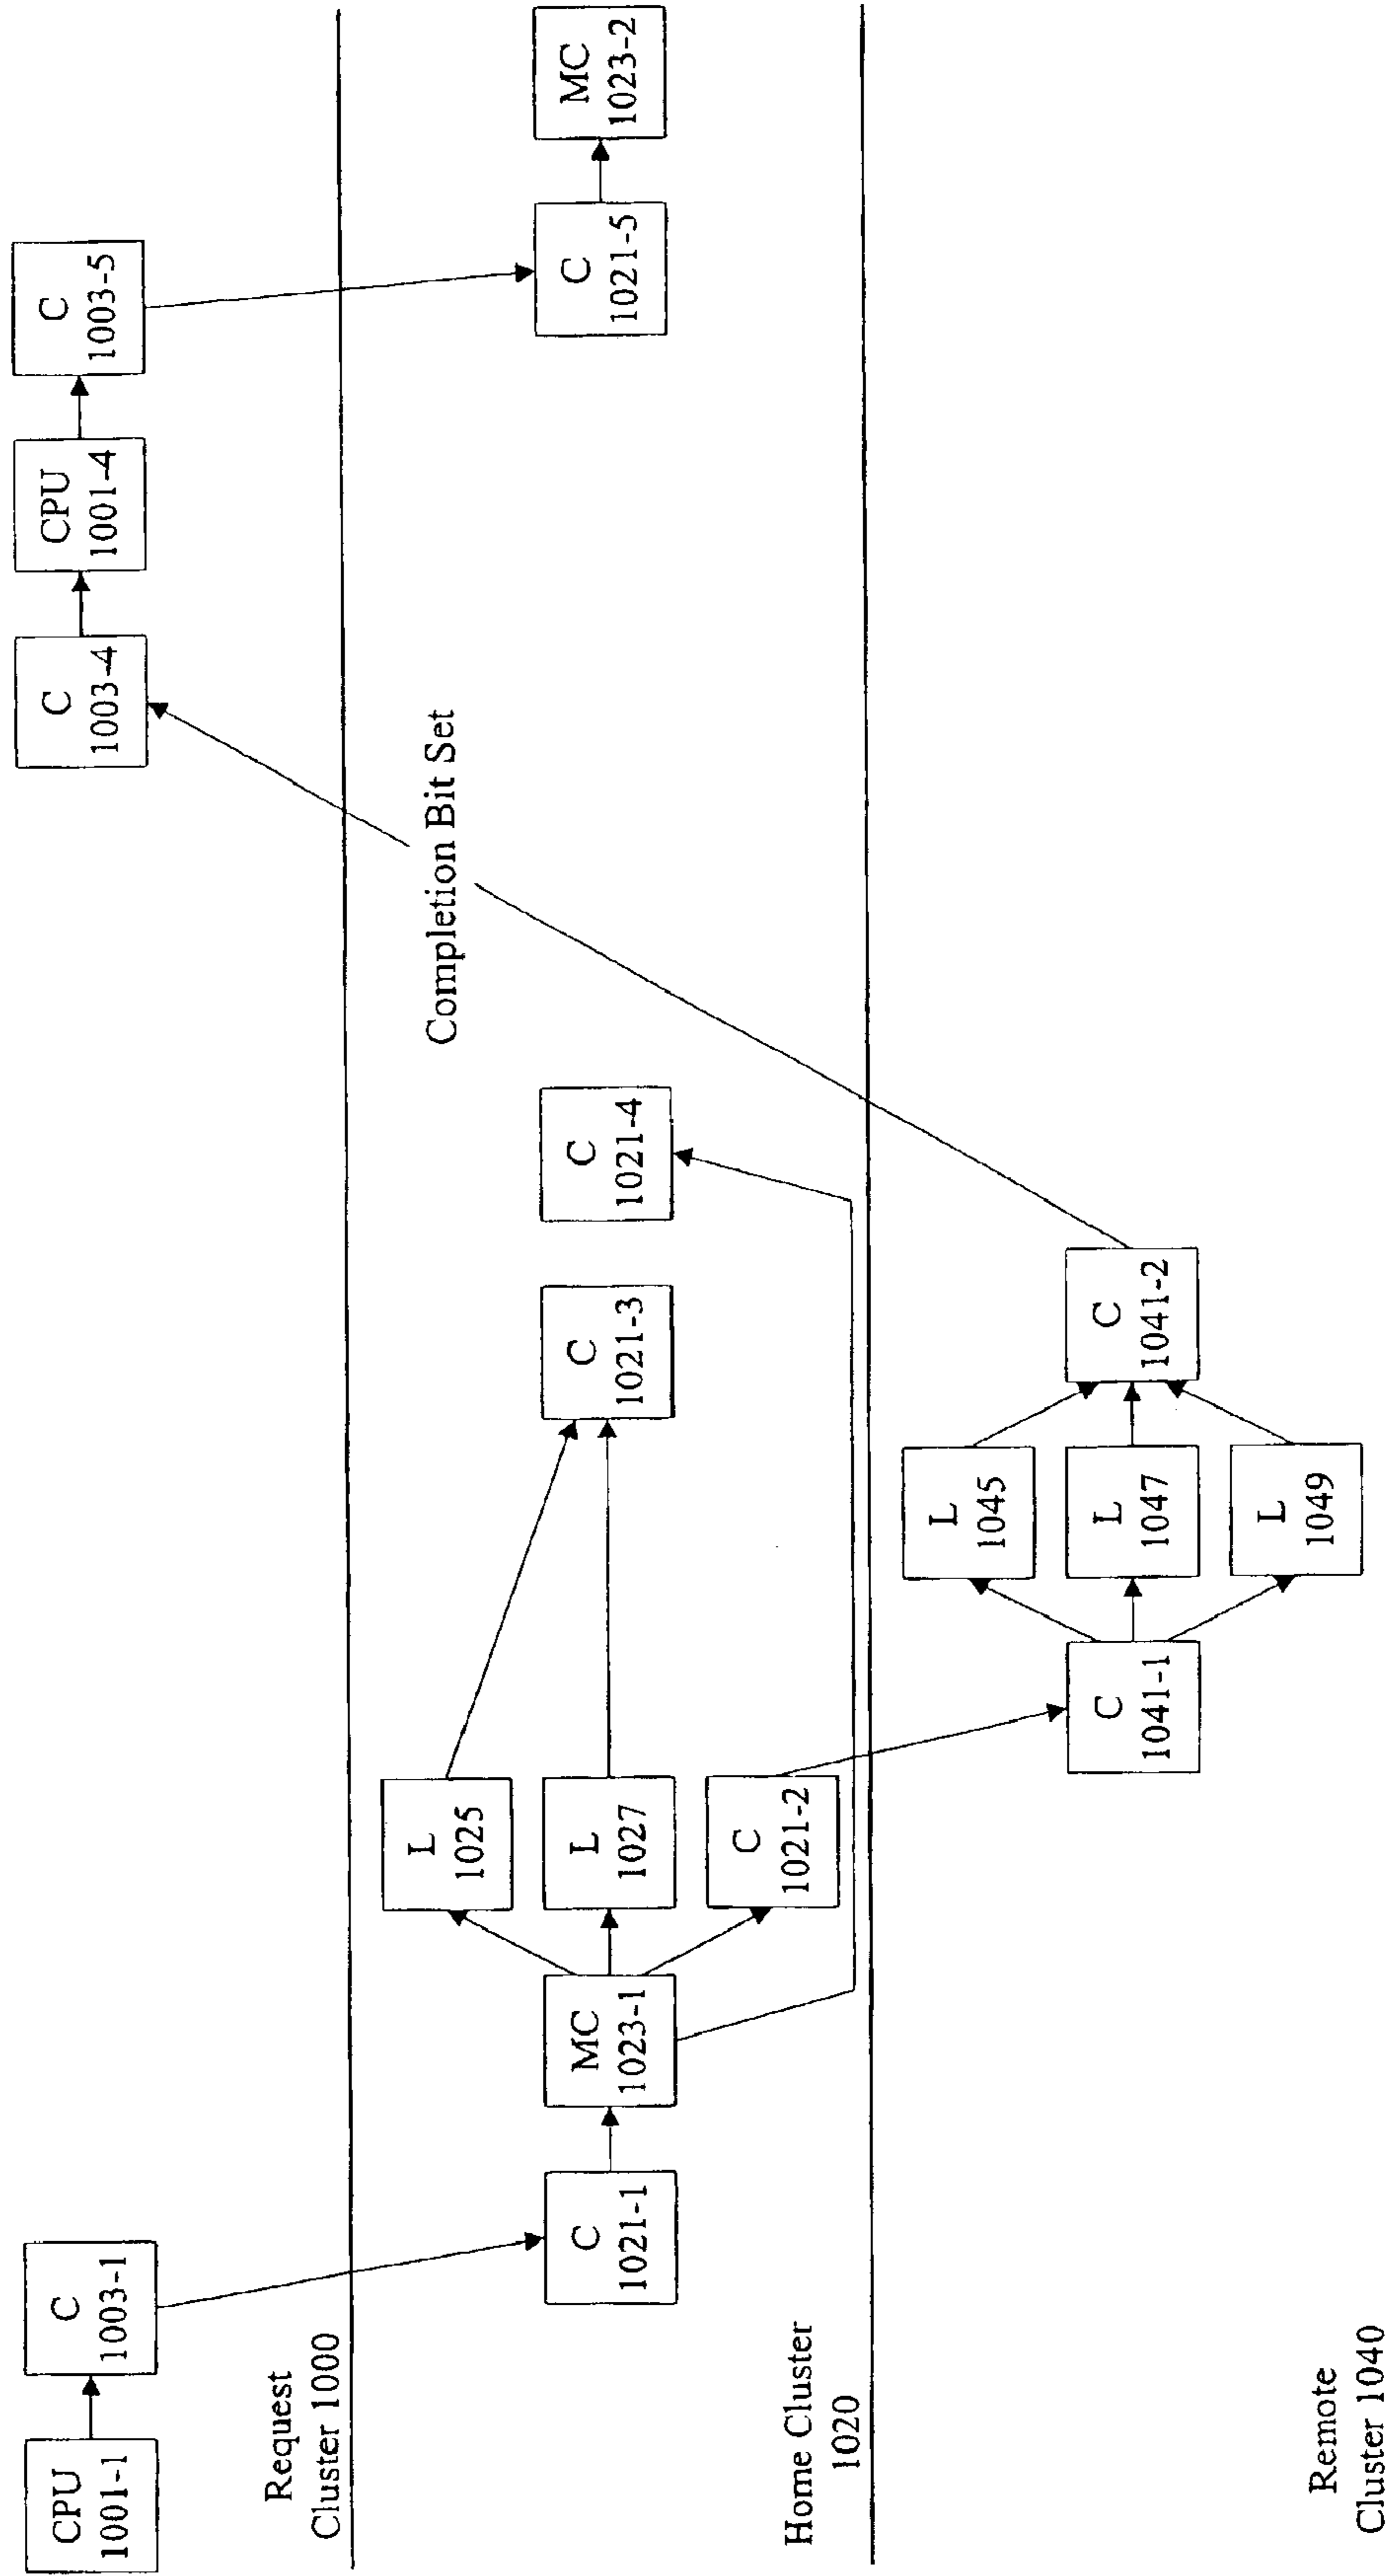 CPU
1001-1
C
1003-1
C
1003-4
CPU
1001-4
C
1003-5
Request
Cluster 1000
Completion Bit Set
C
1021-1
MC
1023-1
L
1025
L
1027
C
1021-2
C
1021-3
C
1021-4
C
1021-5
MC
1023-2
Home Cluster
1020
C
1041-1
L
1045
L
1047
L
1049
C
1041-2
Remote
Cluster 1040